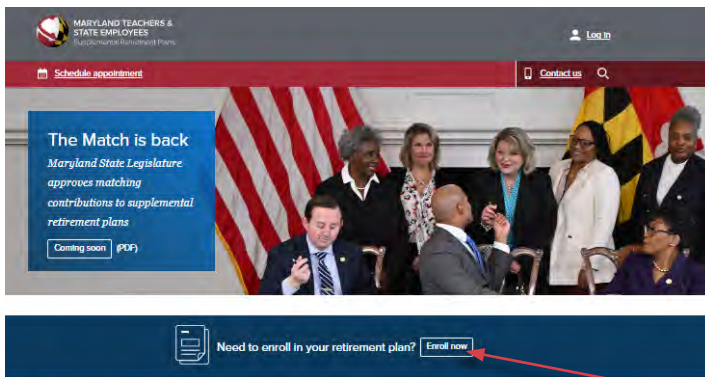 MARYLAND TEACHERS &
STATE EMPLOYEES
Supplemental Retirement Plans
Log in
Schedule appointment
Contact us
The Match is back
Maryland State Legislature
approves matching
contributions to supplemental
retirement plans
Coming soon (PDF)
Need to enroll in your retirement plan? Enroll now